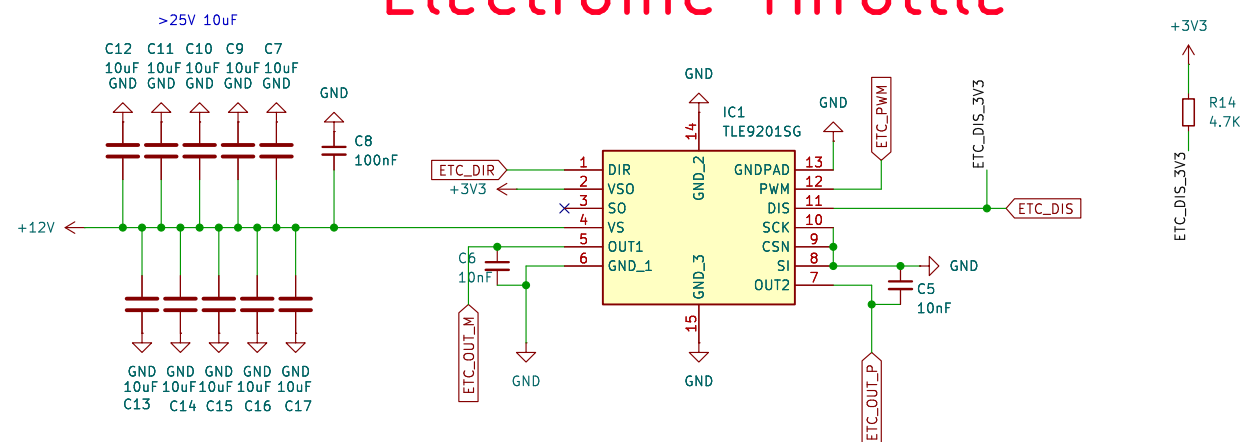 Electronic Throttle
>25V 10uF
+3V3
C12 C11 C10 C9 C7
10uF 10uF 10uF 10uF 10uF
GND GND GND GND GND
GND
C8
100nF
GND
14
IC1
TLE9201SG
GND
ETC_PWM
ETC_DIS_3V3
R14
4.7K
ETC_DIS_3V3
ETC_DIR
1 DIR
GND_2
GNDPAD 13
+3V3
2 VSO
PWM 12
3 SO
DIS 11
ETC_DIS
+12V
4 VS
SCK 10
5 OUT1
CSN 9
C6
10nF
6 GND_1
GND_3
SI 8
GND
OUT2 7
C5
10nF
15
ETC_OUT_M
GND
GND
ETC_OUT_P
GND GND GND GND GND
10uF 10uF 10uF 10uF 10uF
C13 C14 C15 C16 C17